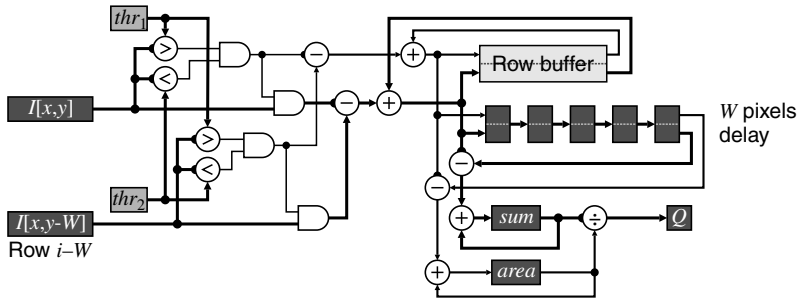 thr1
>
<
I[x,y]
>
<
thr2
I[x,y-W]
Row i–W
−
−
+
+
Row buffer
W pixels
delay
−
−
+
sum
÷
Q
+
area